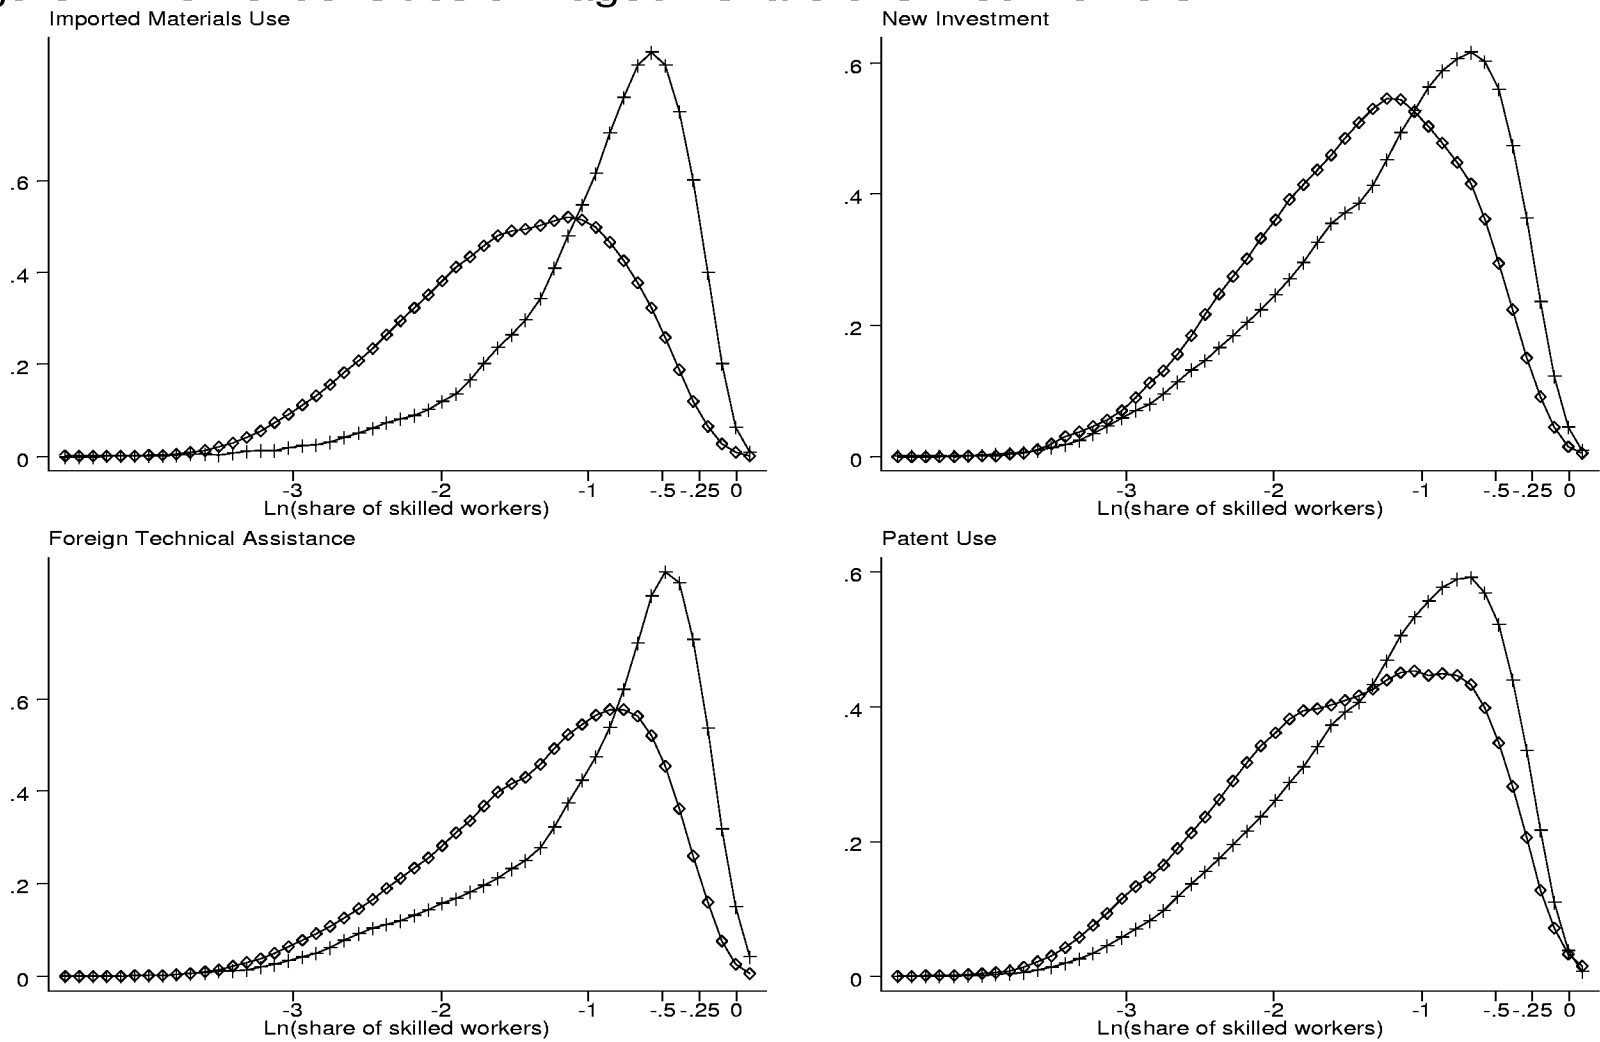 Imported Materials Use
.6
.4
.2
0
-3 -2 -1 -.5 -.25 0
Ln(share of skilled workers)
New Investment
.6
.4
.2
0
-3 -2 -1 -.5 -.25 0
Ln(share of skilled workers)
Foreign Technical Assistance
.6
.4
.2
0
-3 -2 -1 -.5 -.25 0
Ln(share of skilled workers)
Patent Use
.6
.4
.2
0
-3 -2 -1 -.5 -.25 0
Ln(share of skilled workers)